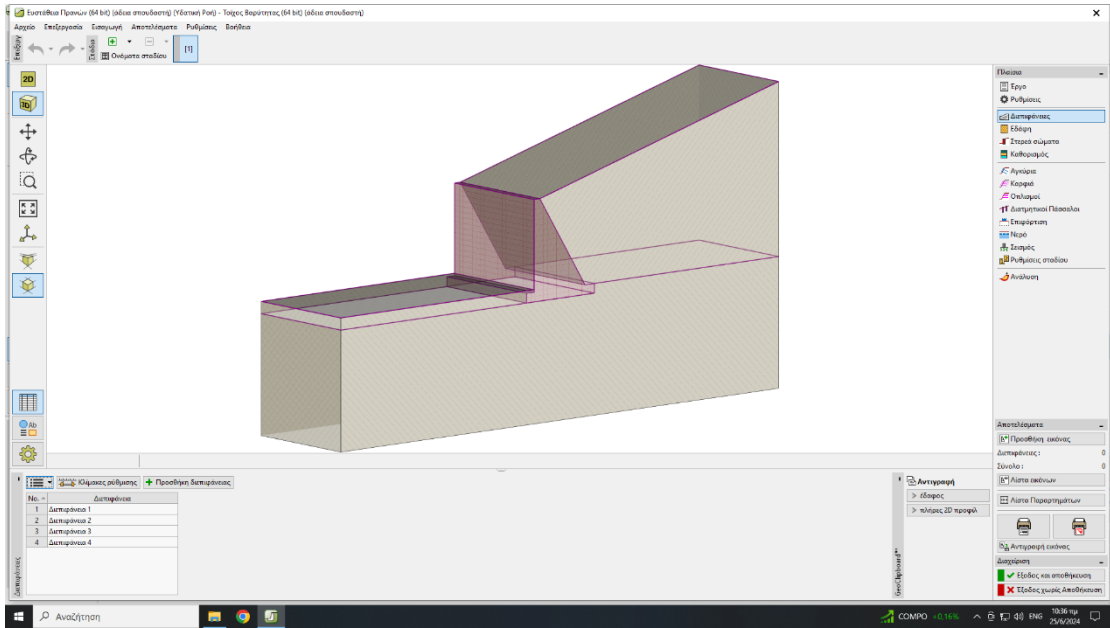 Ευστάθεια Πρανών (64 bit) (άδεια σπουδαστή) (Υδατική Ροή) - Τοίχος Βαρύτητας (64 bit) (άδεια σπουδαστή)
Αρχείο Επεξεργασία Εισαγωγή Αποτελέσματα Ρυθμίσεις Βοήθεια
Στάδια
Ονόματα σταδίου
[1]
2D
3D
Πλαίσια
Έργο
Ρυθμίσεις
Διεπιφάνειες
Εδάφη
Στερεά σώματα
Καθορισμός
Αγκύρια
Καρφιά
Οπλισμοί
Διατμητικοί Πάσσαλοι
Επιφόρτιση
Νερό
Σεισμός
Ρυθμίσεις σταδίου
Ανάλυση
Αποτελέσματα
Προσθήκη εικόνας
Διεπιφάνειες : 0
Σύνολο : 0
Λίστα εικόνων
Λίστα Παραρτημάτων
Αντιγραφή εικόνας
Διαχείριση
Έξοδος και αποθήκευση
Έξοδος χωρίς Αποθήκευση
Κλίμακες ρύθμισης
Προσθήκη διεπιφάνειας
No. Διεπιφάνεια
1 Διεπιφάνεια 1
2 Διεπιφάνεια 2
3 Διεπιφάνεια 3
4 Διεπιφάνεια 4
Διεπιφάνειες
GeoClipboard™
Αντιγραφή
> έδαφος
> πλήρες 2D προφίλ
Αναζήτηση
COMPO +0,16%
ENG
10:36 πμ
25/6/2024